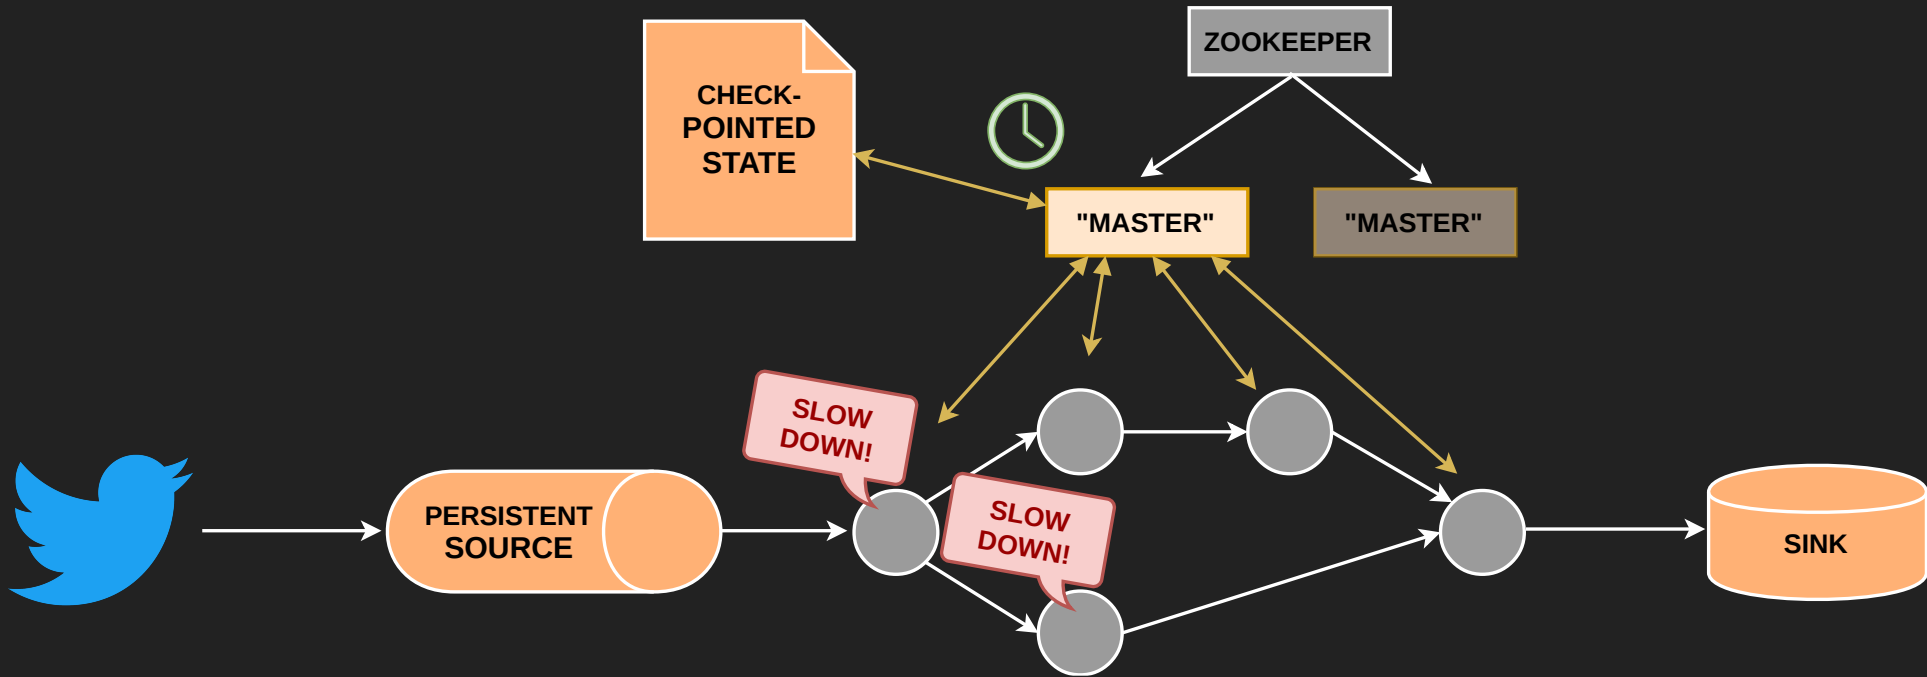 ZOOKEEPER
CHECK-
POINTED
STATE
"MASTER"
"MASTER"
SLOW
DOWN!
SLOW
DOWN!
PERSISTENT
SOURCE
SINK